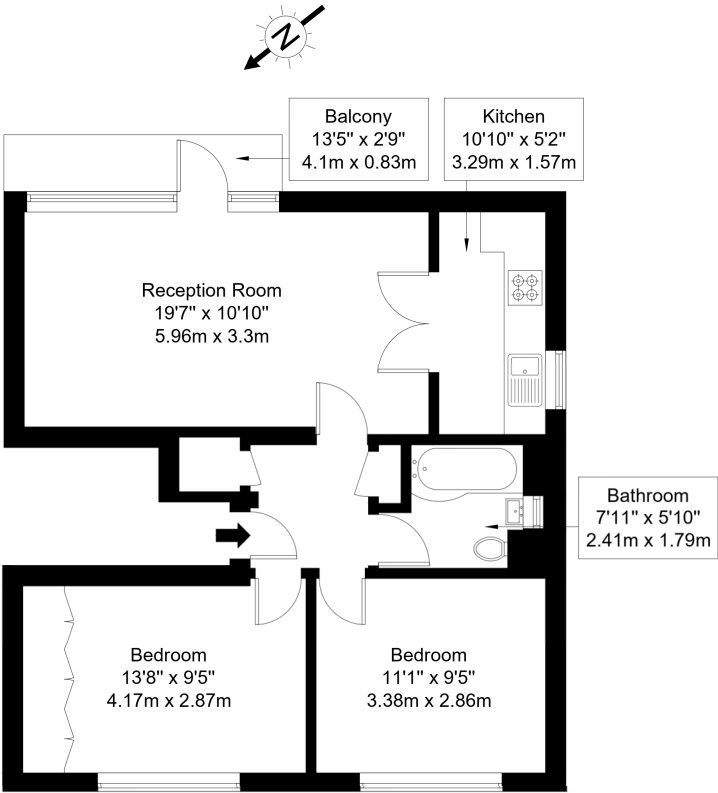 N
Balcony
13'5" x 2'9"
4.1m x 0.83m
Kitchen
10'10" x 5'2"
3.29m x 1.57m
Reception Room
19'7" x 10'10"
5.96m x 3.3m
Bathroom
7'11" x 5'10"
2.41m x 1.79m
Bedroom
13'8" x 9'5"
4.17m x 2.87m
Bedroom
11'1" x 9'5"
3.38m x 2.86m